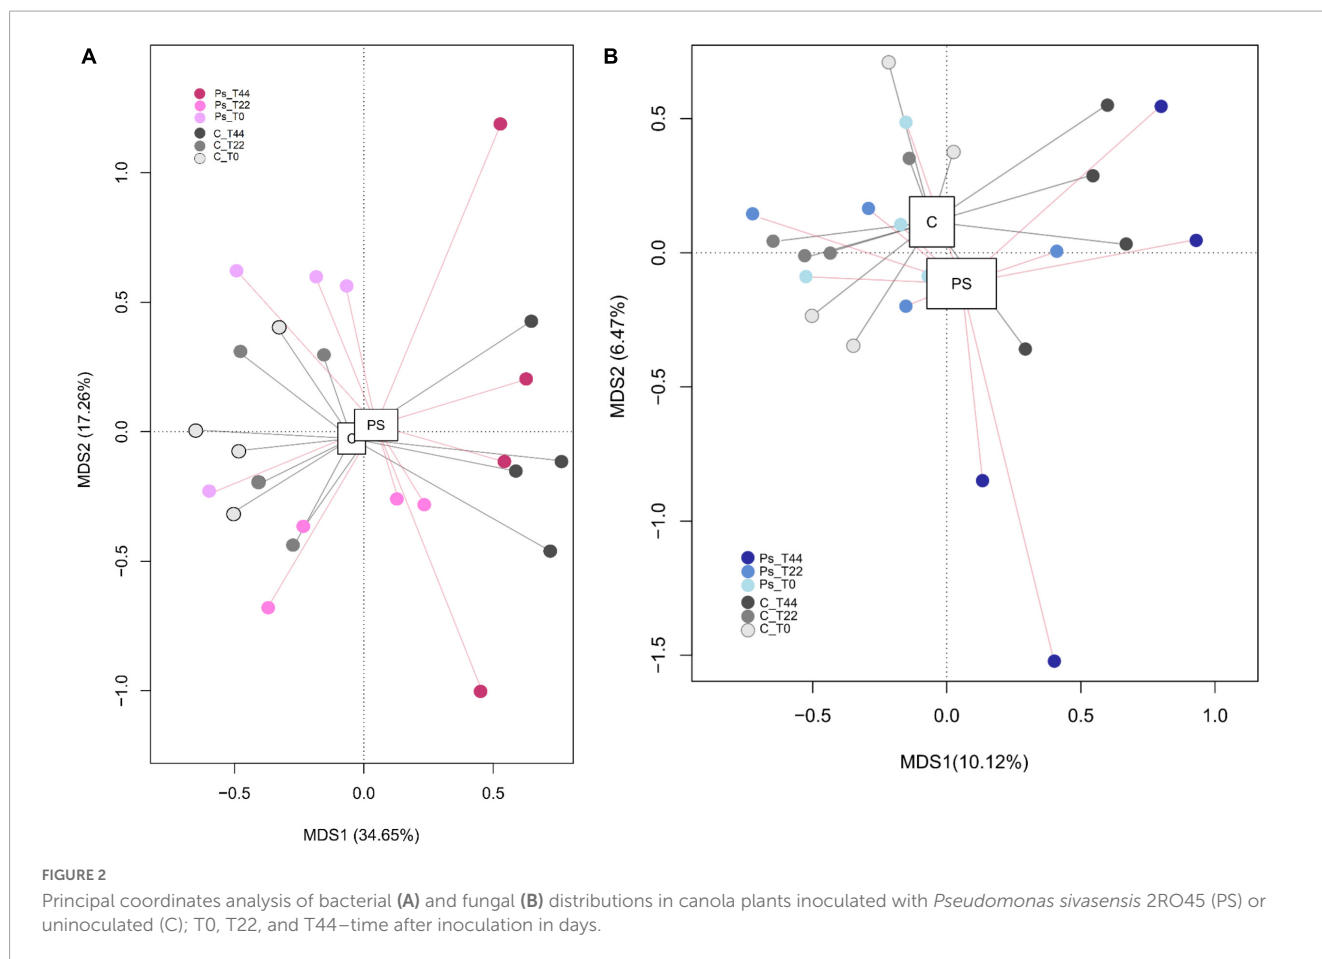 A
Ps_T44
Ps_T22
Ps_T0
C_T44
C_T22
C_T0
1.0
0.5
0.0
−0.5
−1.0
MDS2 (17.26%)
C
PS
−0.5
0.0
0.5
MDS1 (34.65%)
B
0.5
0.0
−0.5
−1.0
−1.5
MDS2 (6.47%)
C
PS
Ps_T44
Ps_T22
Ps_T0
C_T44
C_T22
C_T0
−0.5
0.0
0.5
1.0
MDS1(10.12%)
FIGURE 2
Principal coordinates analysis of bacterial (A) and fungal (B) distributions in canola plants inoculated with Pseudomonas sivasensis 2RO45 (PS) or
uninoculated (C); T0, T22, and T44–time after inoculation in days.